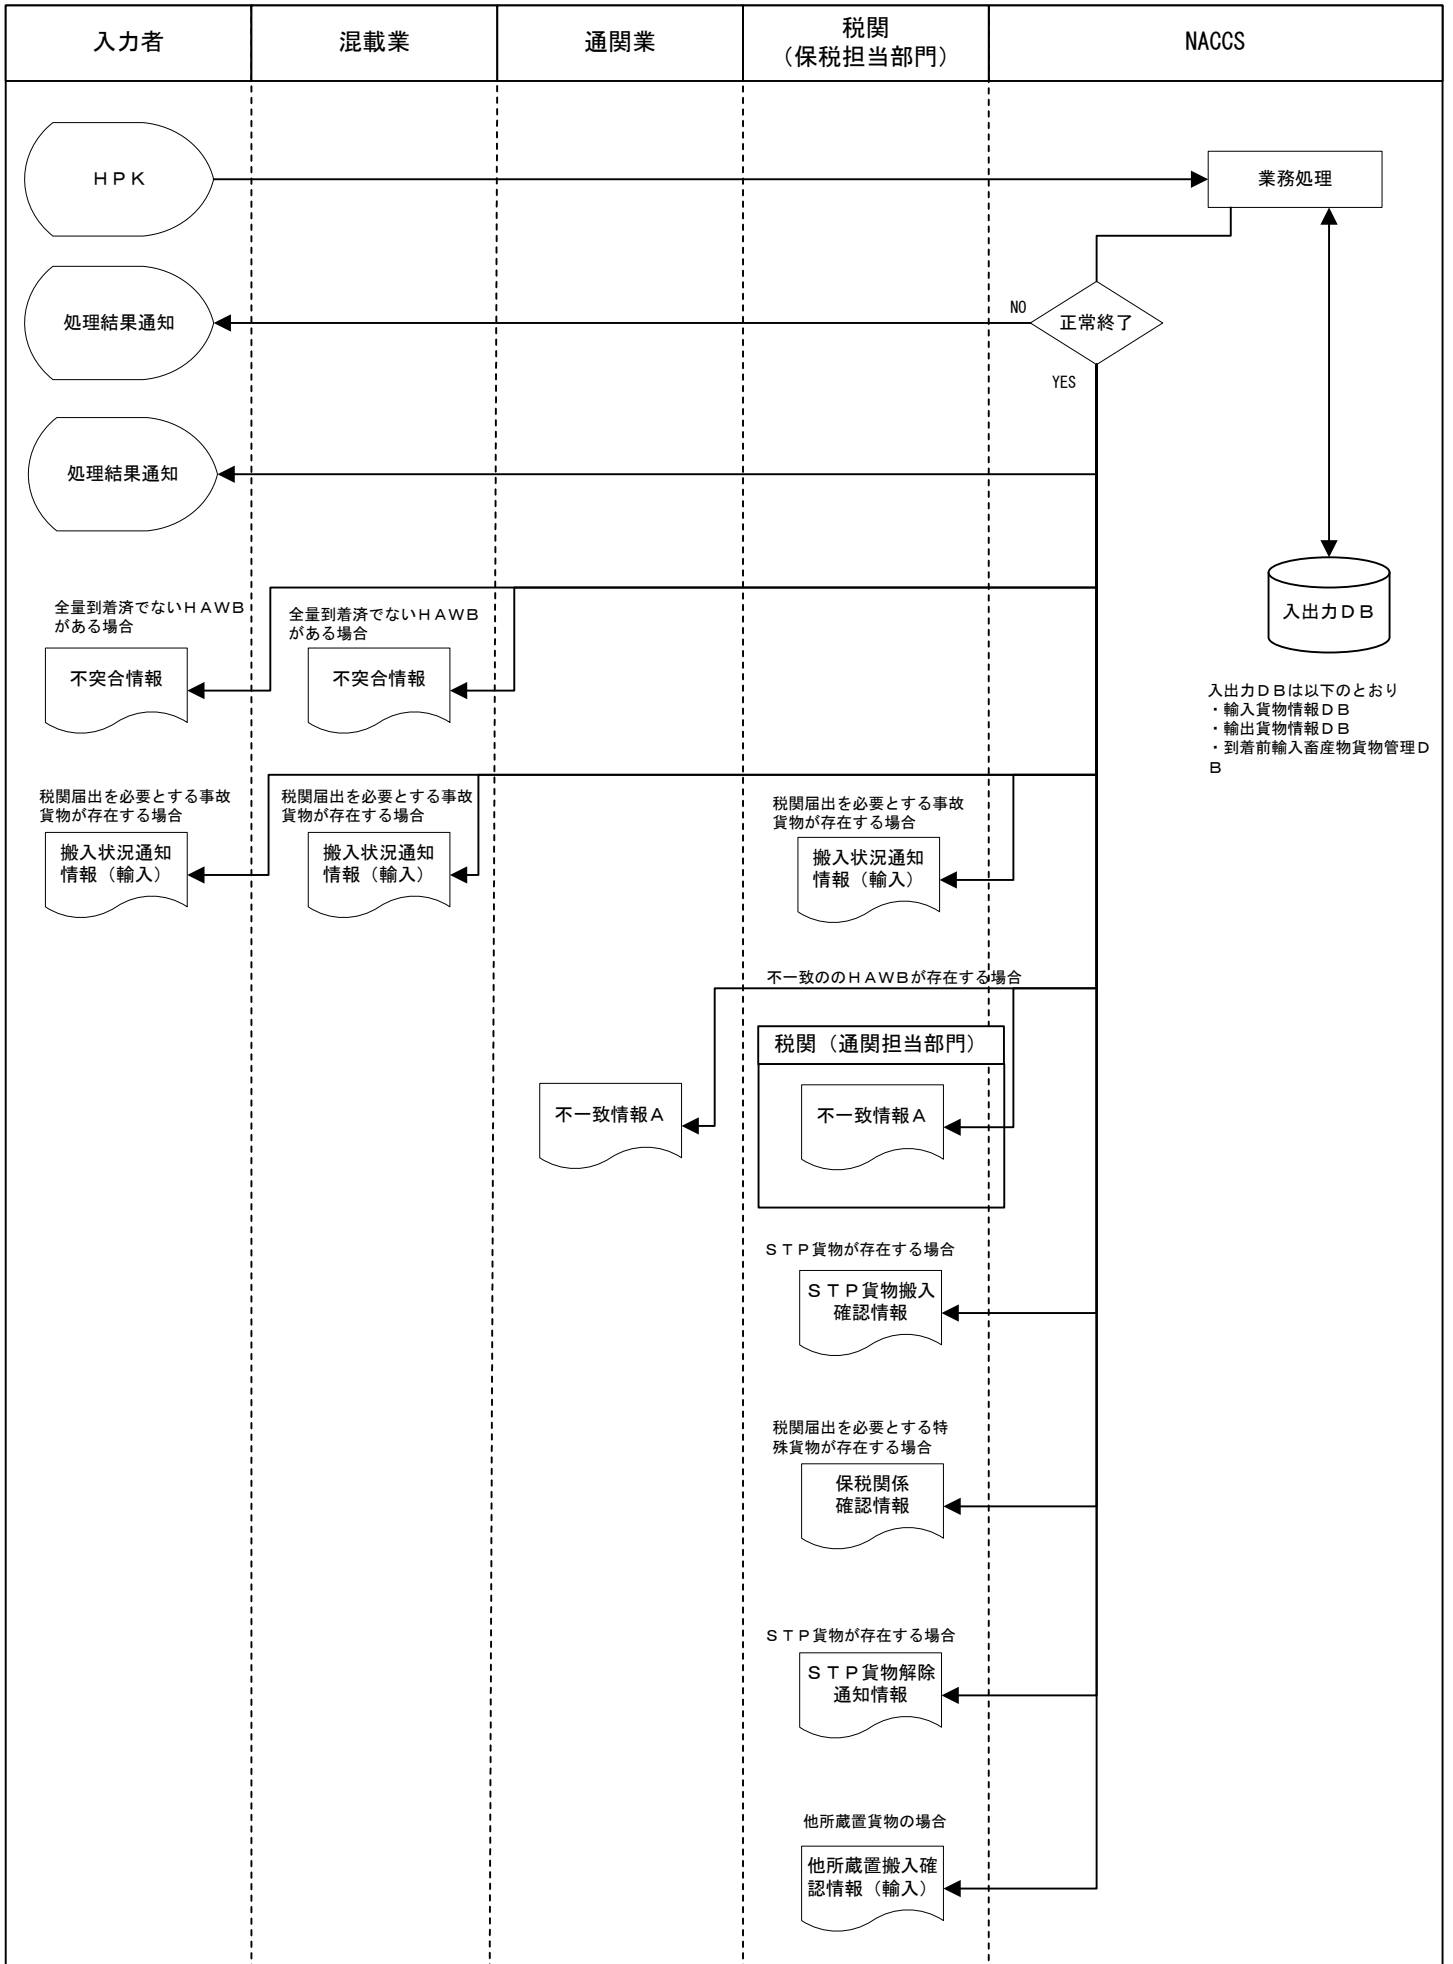 入力者
混載業
通関業
税関
（保税担当部門）
NACCS
ＨＰＫ
業務処理
処理結果通知
NO
正常終了
YES
処理結果通知
入出力ＤＢ
全量到着済でないＨＡＷＢ
がある場合
全量到着済でないＨＡＷＢ
がある場合
不突合情報
不突合情報
入出力ＤＢは以下のとおり
・輸入貨物情報ＤＢ
・輸出貨物情報ＤＢ
・到着前輸入畜産物貨物管理Ｄ
Ｂ
税関届出を必要とする事故
貨物が存在する場合
税関届出を必要とする事故
貨物が存在する場合
税関届出を必要とする事故
貨物が存在する場合
搬入状況通知
情報（輸入）
搬入状況通知
情報（輸入）
搬入状況通知
情報（輸入）
不一致ののＨＡＷＢが存在する場合
税関（通関担当部門）
不一致情報Ａ
不一致情報Ａ
ＳＴＰ貨物が存在する場合
ＳＴＰ貨物搬入
確認情報
税関届出を必要とする特
殊貨物が存在する場合
保税関係
確認情報
ＳＴＰ貨物が存在する場合
ＳＴＰ貨物解除
通知情報
他所蔵置貨物の場合
他所蔵置搬入確
認情報（輸入）